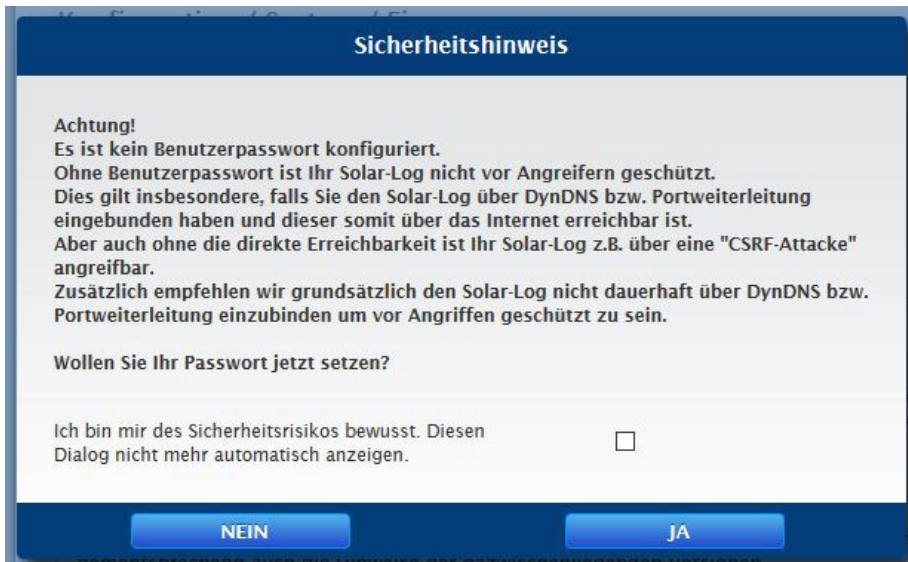 Sicherheitshinweis
Achtung!
Es ist kein Benutzerpasswort konfiguriert.
Ohne Benutzerpasswort ist Ihr Solar-Log nicht vor Angreifern geschützt.
Dies gilt insbesondere, falls Sie den Solar-Log über DynDNS bzw. Portweiterleitung
eingebunden haben und dieser somit über das Internet erreichbar ist.
Aber auch ohne die direkte Erreichbarkeit ist Ihr Solar-Log z.B. über eine "CSRF-Attacke"
angreifbar.
Zusätzlich empfehlen wir grundsätzlich den Solar-Log nicht dauerhaft über DynDNS bzw.
Portweiterleitung einzubinden um vor Angriffen geschützt zu sein.
Wollen Sie Ihr Passwort jetzt setzen?
Ich bin mir des Sicherheitsrisikos bewusst. Diesen
Dialog nicht mehr automatisch anzeigen.
NEIN JA